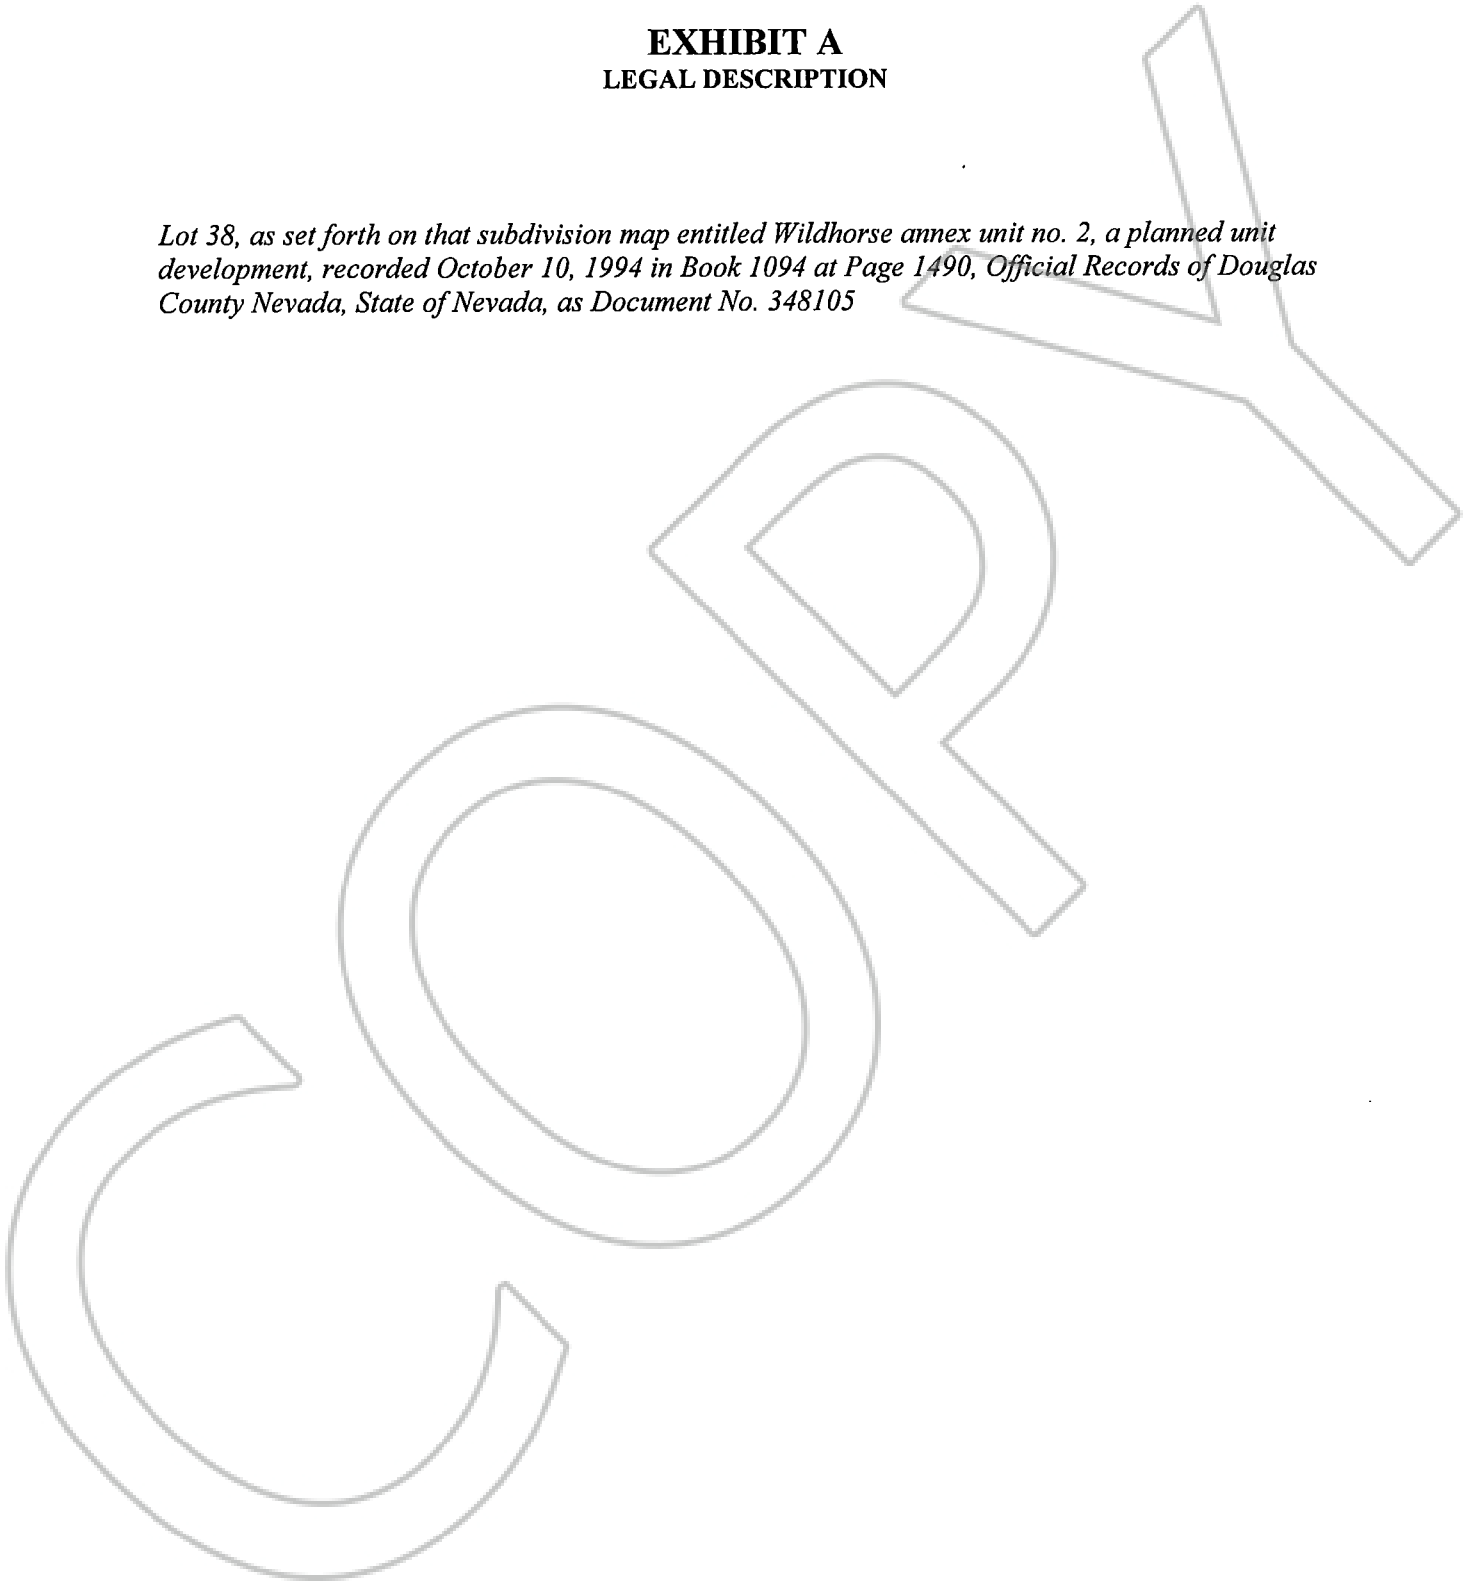 EXHIBIT A
LEGAL DESCRIPTION
Lot 38, as set forth on that subdivision map entitled Wildhorse annex unit no. 2, a planned unit
development, recorded October 10, 1994 in Book 1094 at Page 1490, Official Records of Douglas
County Nevada, State of Nevada, as Document No. 348105
COPY